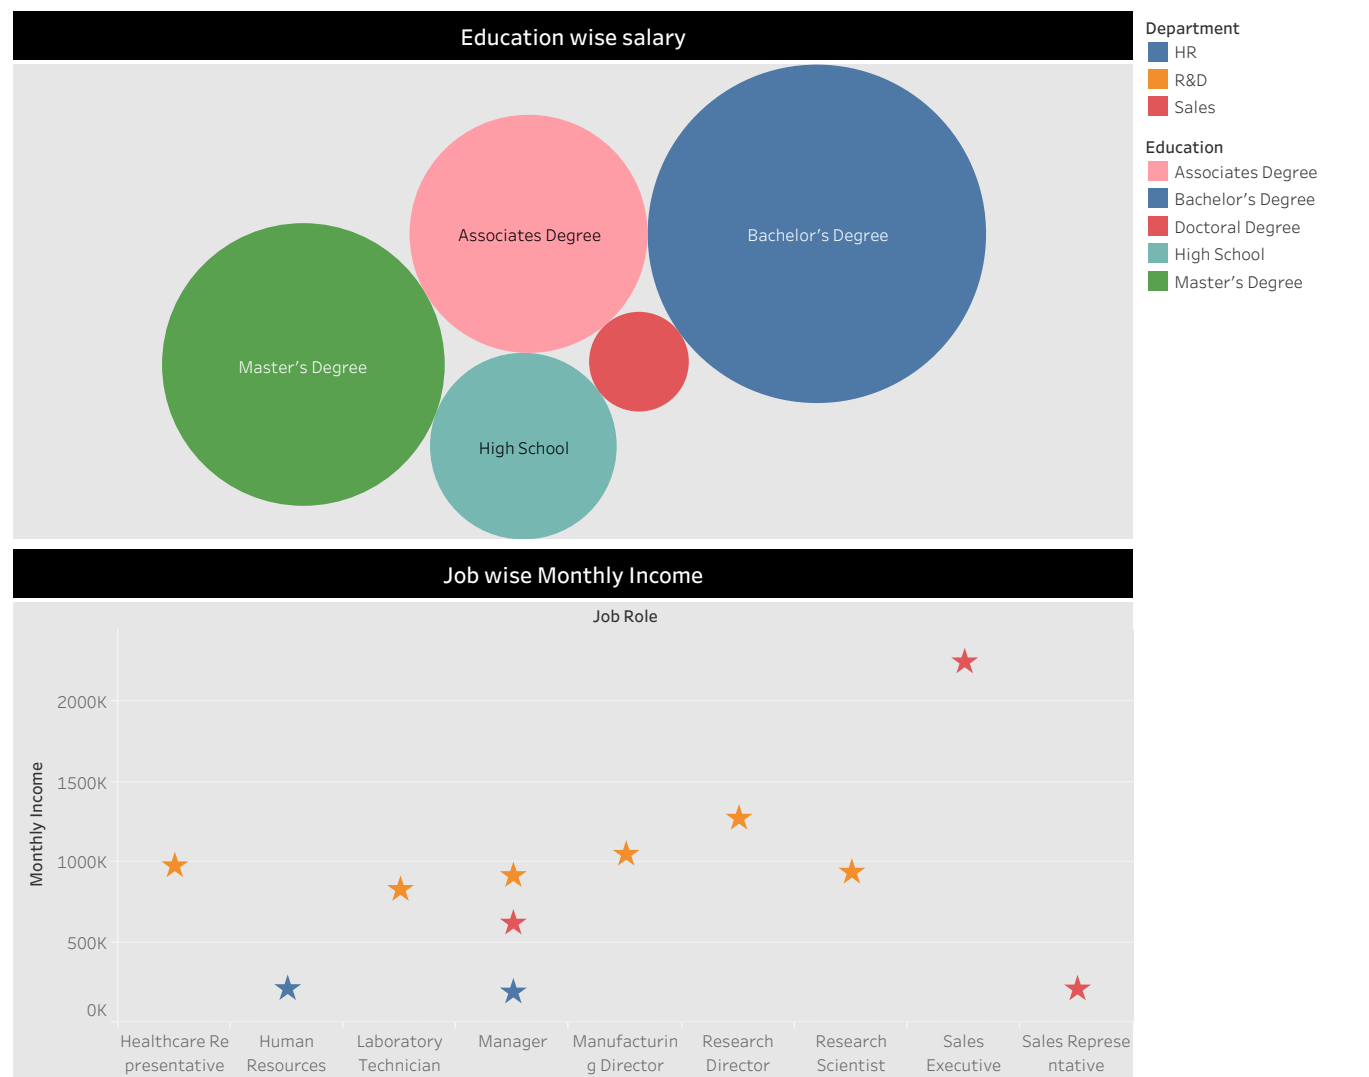 Education wise salary
Department
HR
R&D
Sales
Education
Associates Degree
Bachelor's Degree
Doctoral Degree
High School
Master's Degree
Associates Degree
Bachelor's Degree
Master's Degree
High School
Job wise Monthly Income
Job Role
Monthly Income
2000K
1500K
1000K
500K
0K
Healthcare Re
presentative
Human
Resources
Laboratory
Technician
Manager
Manufacturin
g Director
Research
Director
Research
Scientist
Sales
Executive
Sales Represe
ntative